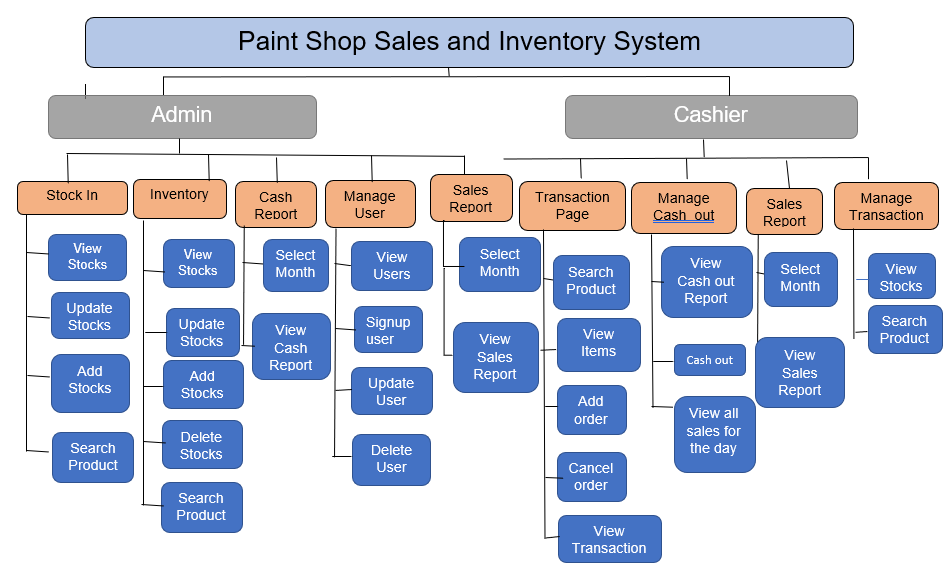 Paint Shop Sales and Inventory System
Admin
Cashier
Stock In
Inventory
Cash
Report
Manage
User
Sales
Report
Transaction
Page
Manage
Cash_out
Sales
Report
Manage
Transaction
View
Stocks
Update
Stocks
Add
Stocks
Search
Product
View
Stocks
Update
Stocks
Add
Stocks
Delete
Stocks
Search
Product
Select
Month
View
Cash
Report
View
Users
Signup
user
Update
User
Delete
User
Select
Month
View
Sales
Report
Search
Product
View
Items
Add
order
Cancel
order
View
Transaction
View
Cash out
Report
Cash out
View all
sales for
the day
Select
Month
View
Sales
Report
View
Stocks
Search
Product